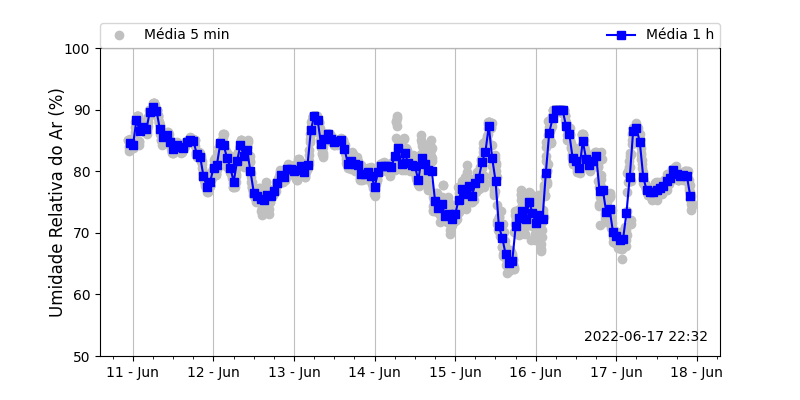 Média 5 min
Média 1 h
Umidade Relativa do Ar (%)
100
90
80
70
60
50
2022-06-17 22:32
11 - Jun
12 - Jun
13 - Jun
14 - Jun
15 - Jun
16 - Jun
17 - Jun
18 - Jun